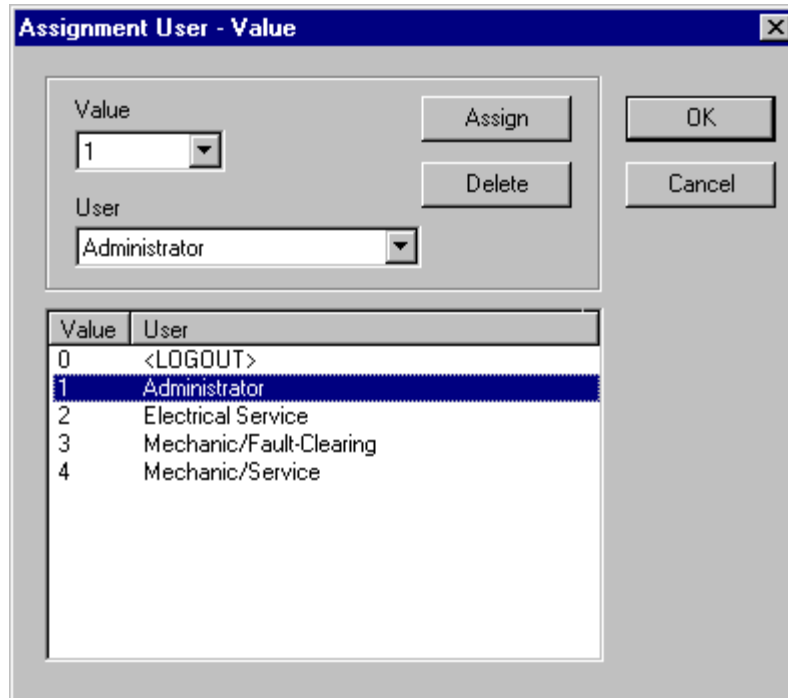 Assignment User - Value
Value
1
Assign
OK
Delete
Cancel
User
Administrator
Value User
0 <LOGOUT>
1 Administrator
2 Electrical Service
3 Mechanic/Fault-Clearing
4 Mechanic/Service